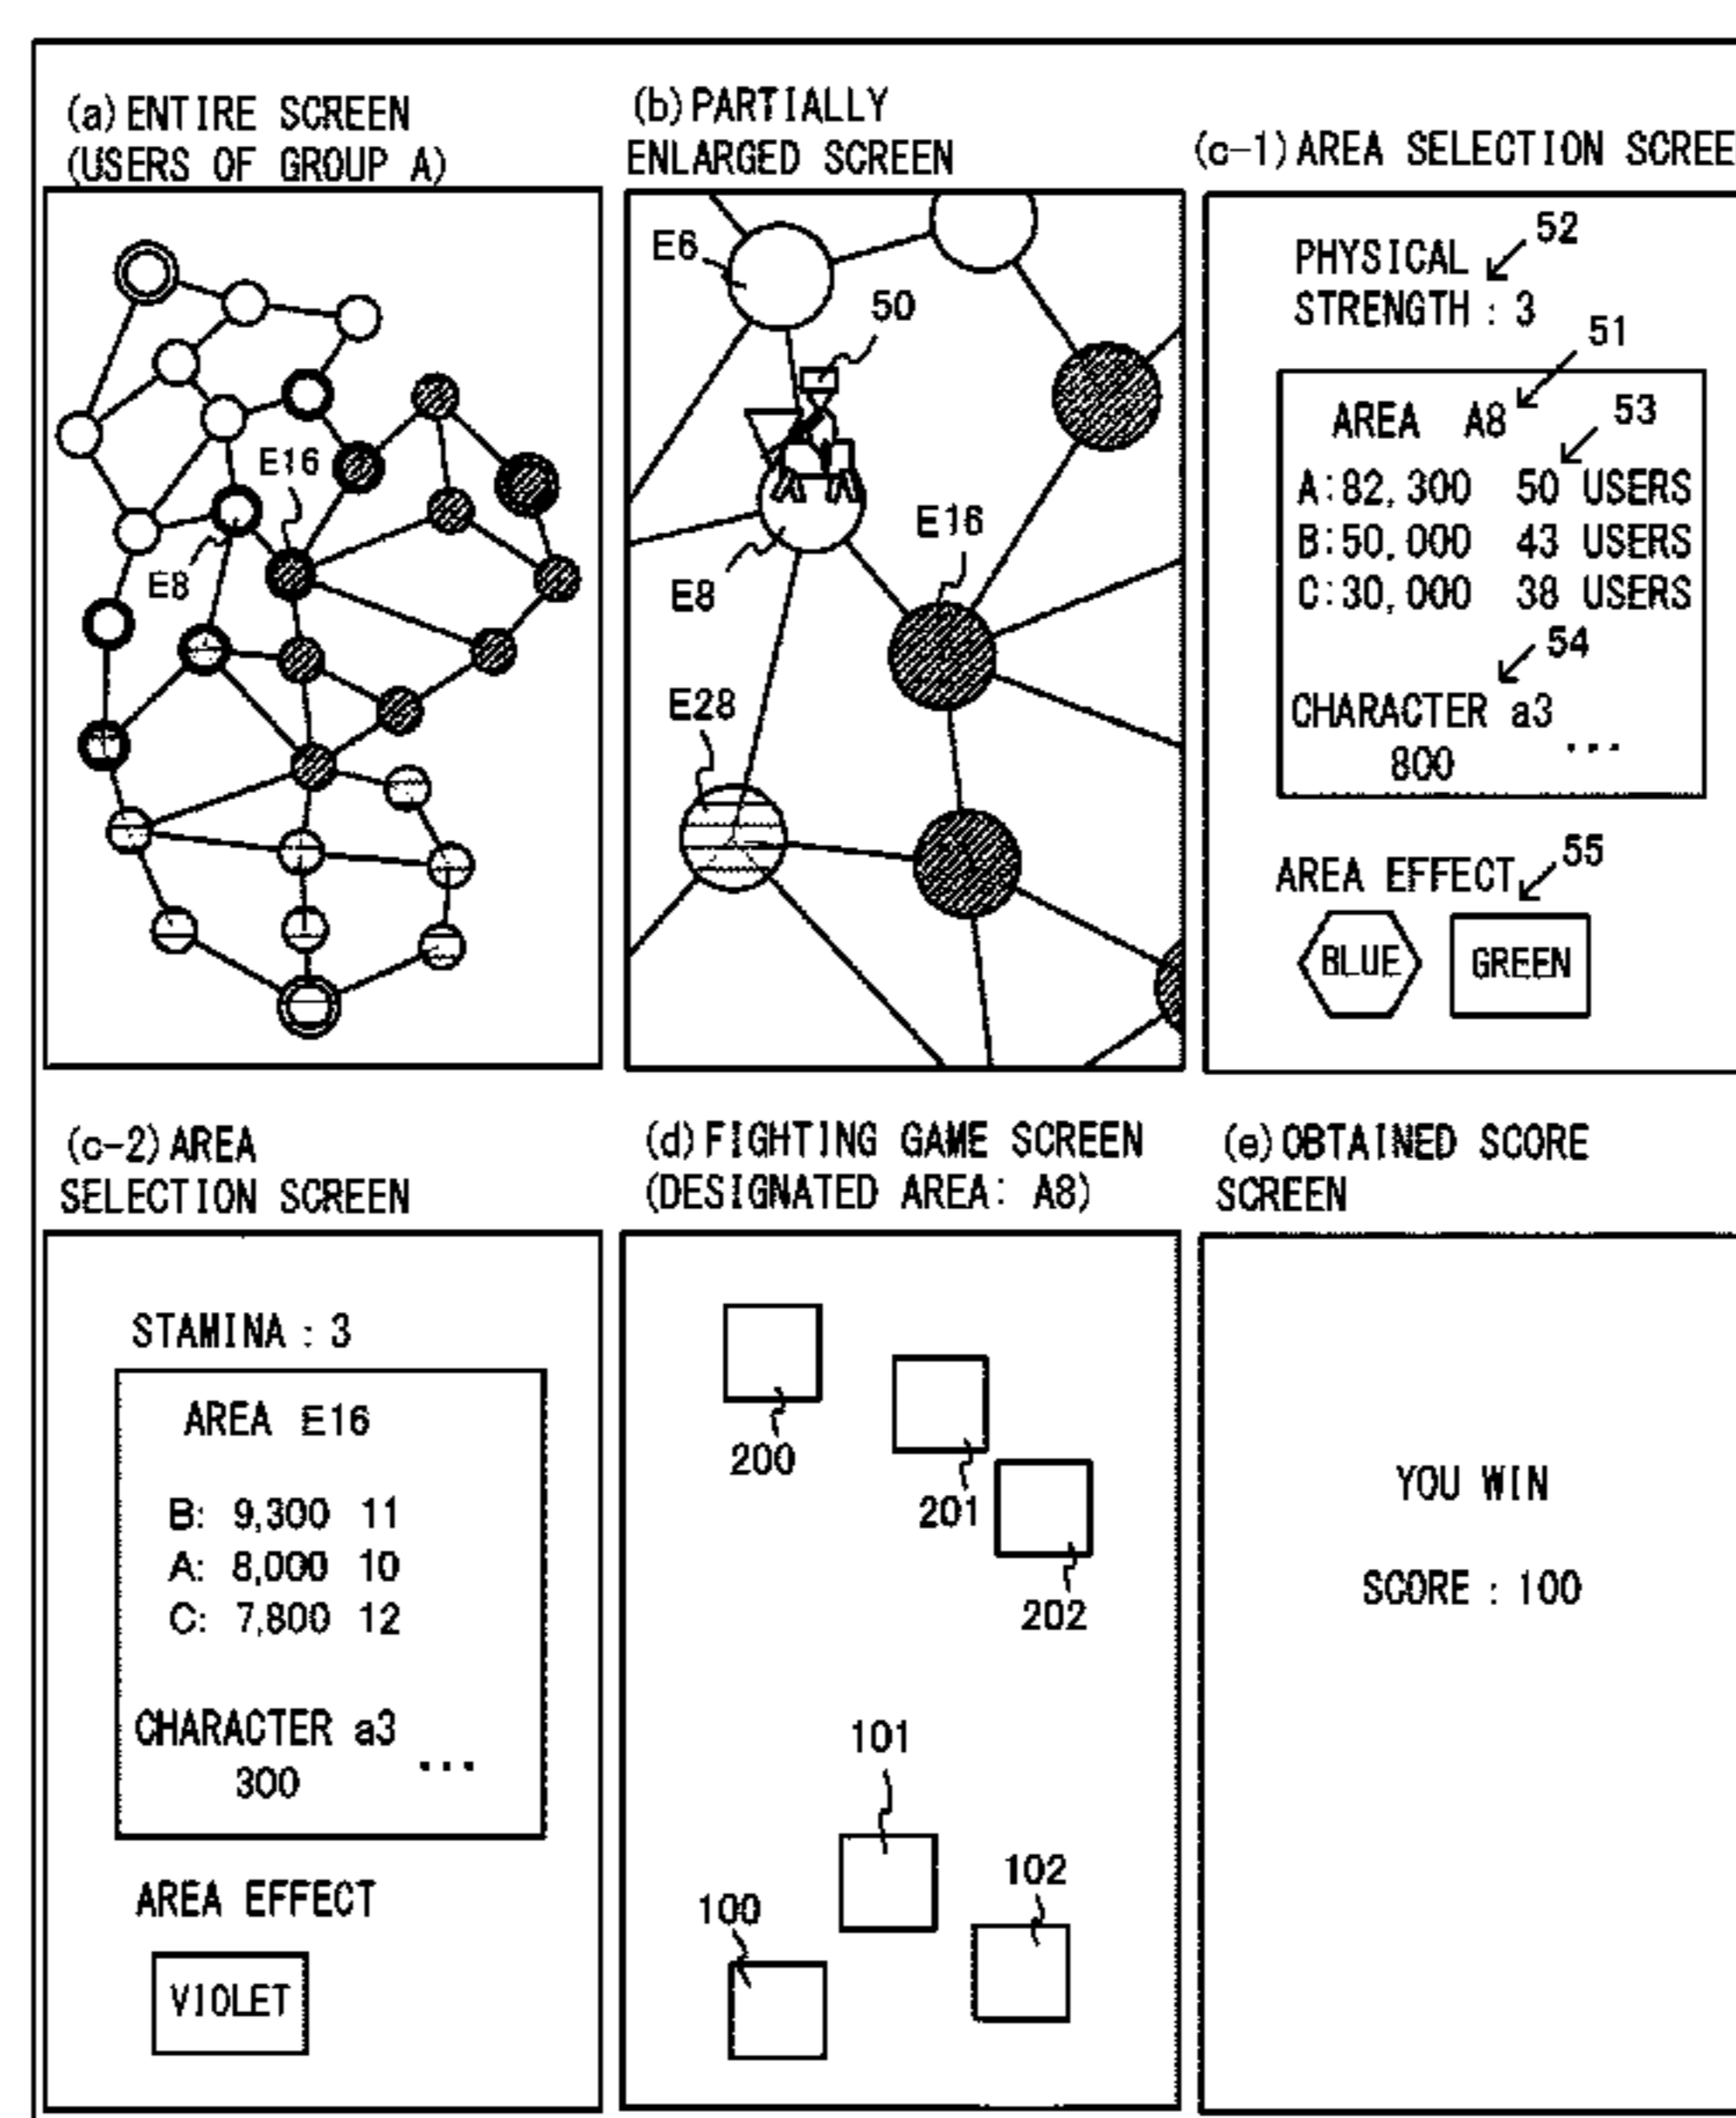 (a) ENTIRE SCREEN
(USERS OF GROUP A)
E16
E8
(b) PARTIALLY
ENLARGED SCREEN
E6
50
E16
E8
E28
(c-1) AREA SELECTION SCREE
52
PHYSICAL
STRENGTH : 3
51
AREA A8
53
A:82,300 50 USERS
B:50,000 43 USERS
C:30,000 38 USERS
54
CHARACTER a3
800 ...
AREA EFFECT
55
BLUE GREEN
(c-2) AREA
SELECTION SCREEN
STAMINA : 3
AREA E16
B: 9,300 11
A: 8,000 10
C: 7,800 12
CHARACTER a3
300 ...
AREA EFFECT
VIOLET
(d) FIGHTING GAME SCREEN
(DESIGNATED AREA: A8)
200
201
202
101
102
100
(e) OBTAINED SCORE
SCREEN
YOU WIN
SCORE : 100